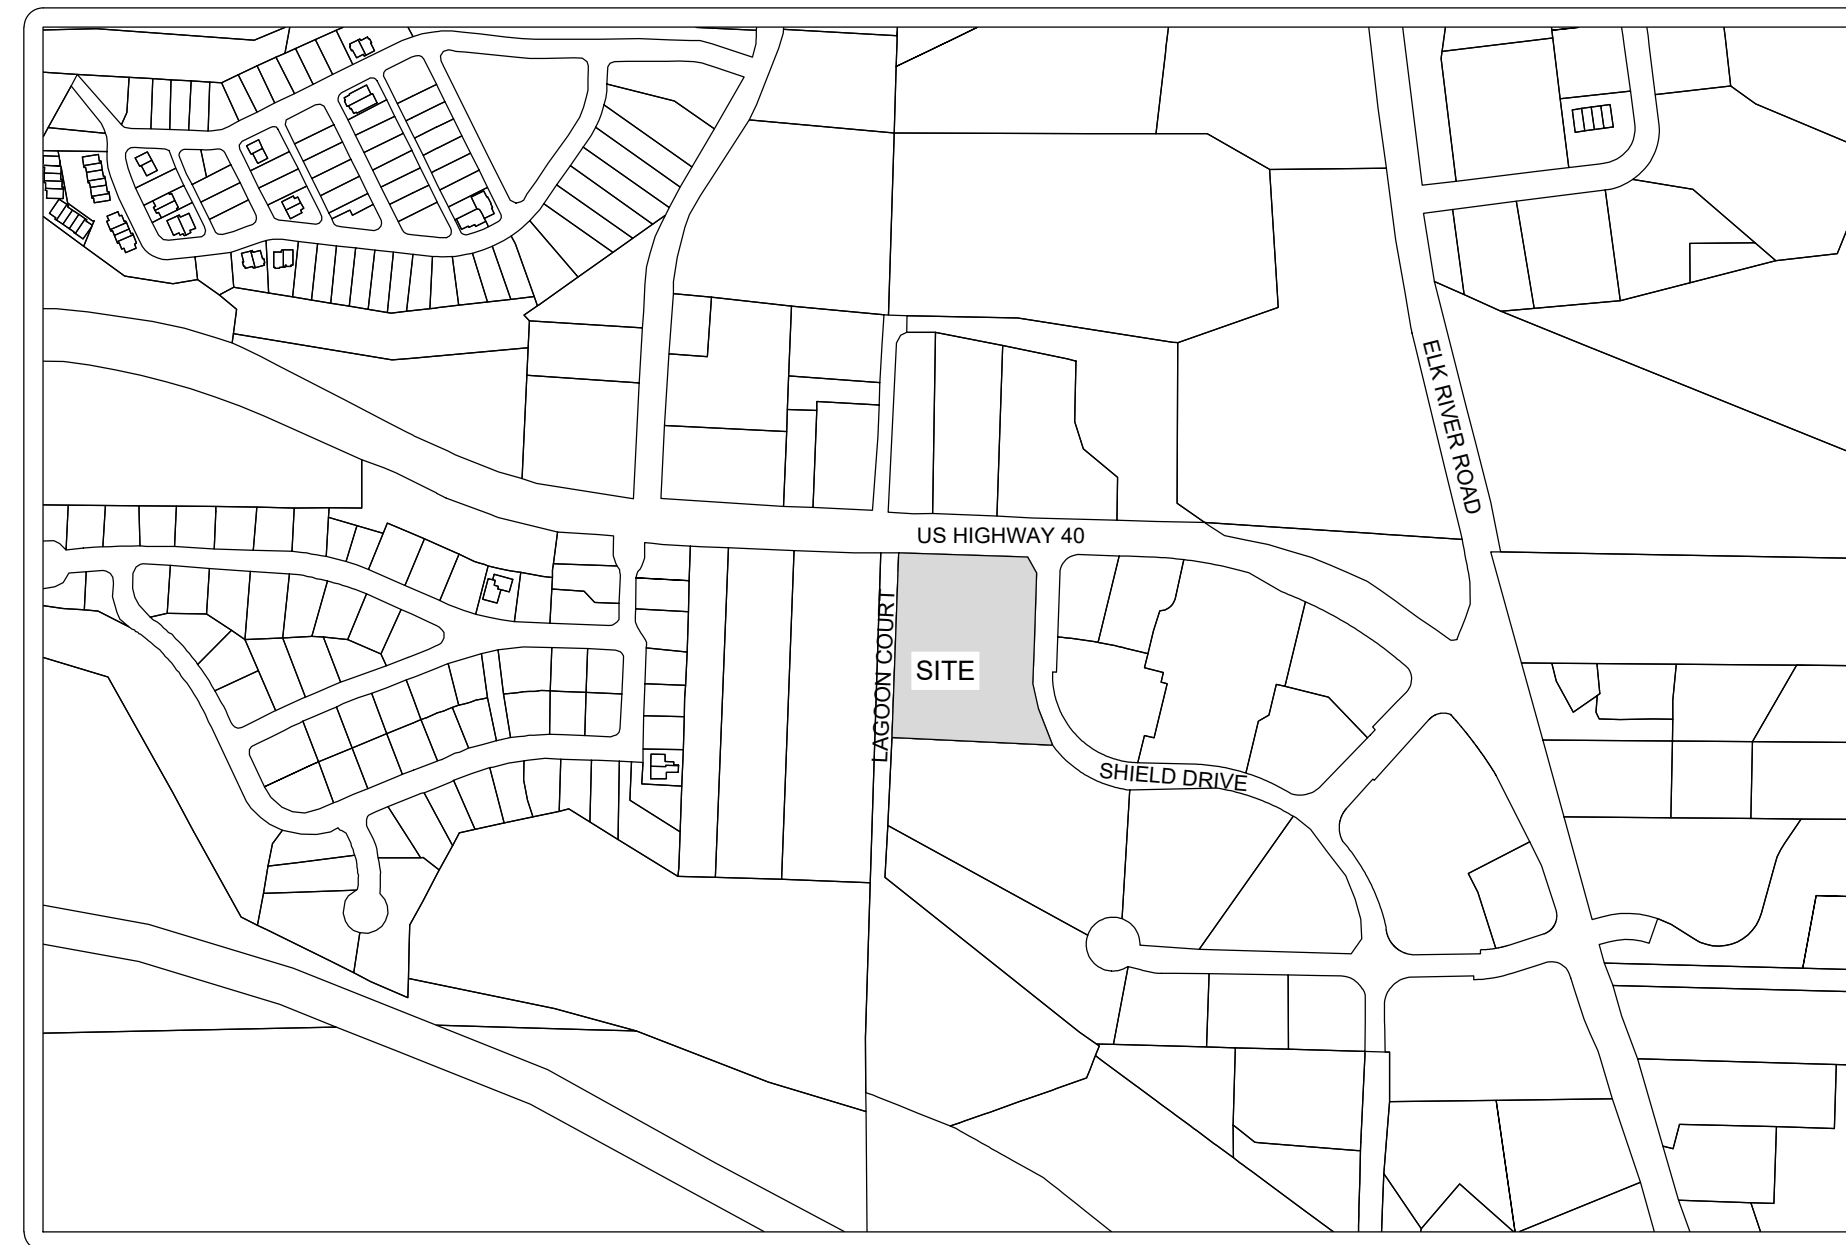 ELK RIVER ROAD
US HIGHWAY 40
LAGOON COURT
SITE
SHIELD DRIVE